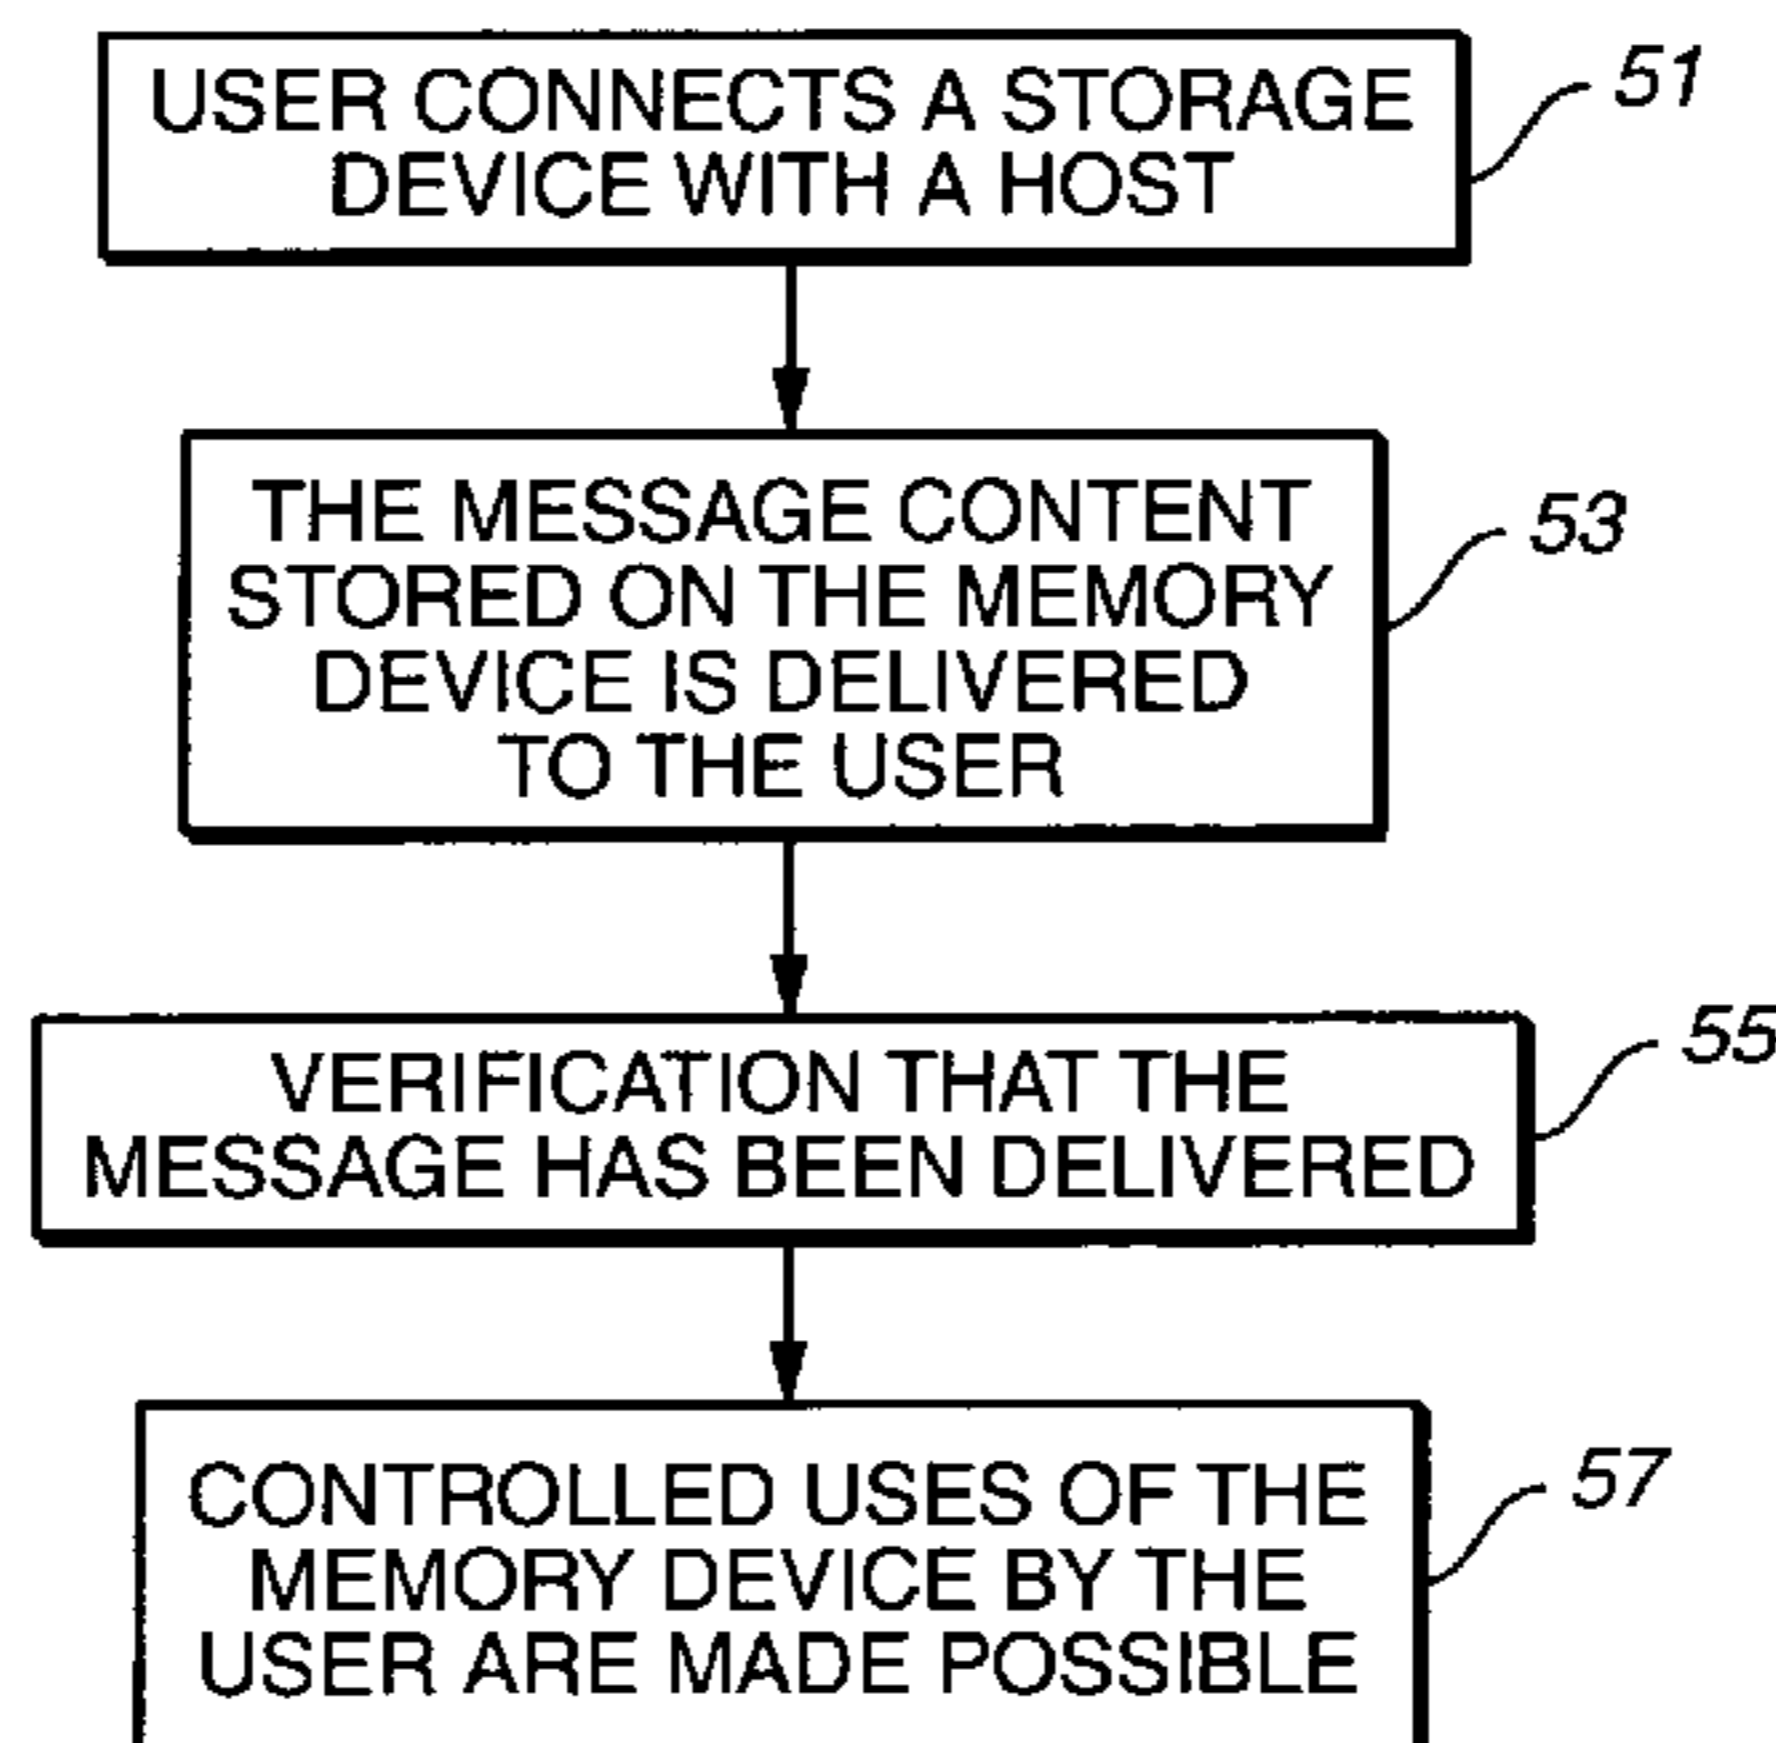 USER CONNECTS A STORAGE
DEVICE WITH A HOST
51
THE MESSAGE CONTENT
STORED ON THE MEMORY
DEVICE IS DELIVERED
TO THE USER
53
VERIFICATION THAT THE
MESSAGE HAS BEEN DELIVERED
55
CONTROLLED USES OF THE
MEMORY DEVICE BY THE
USER ARE MADE POSSIBLE
57